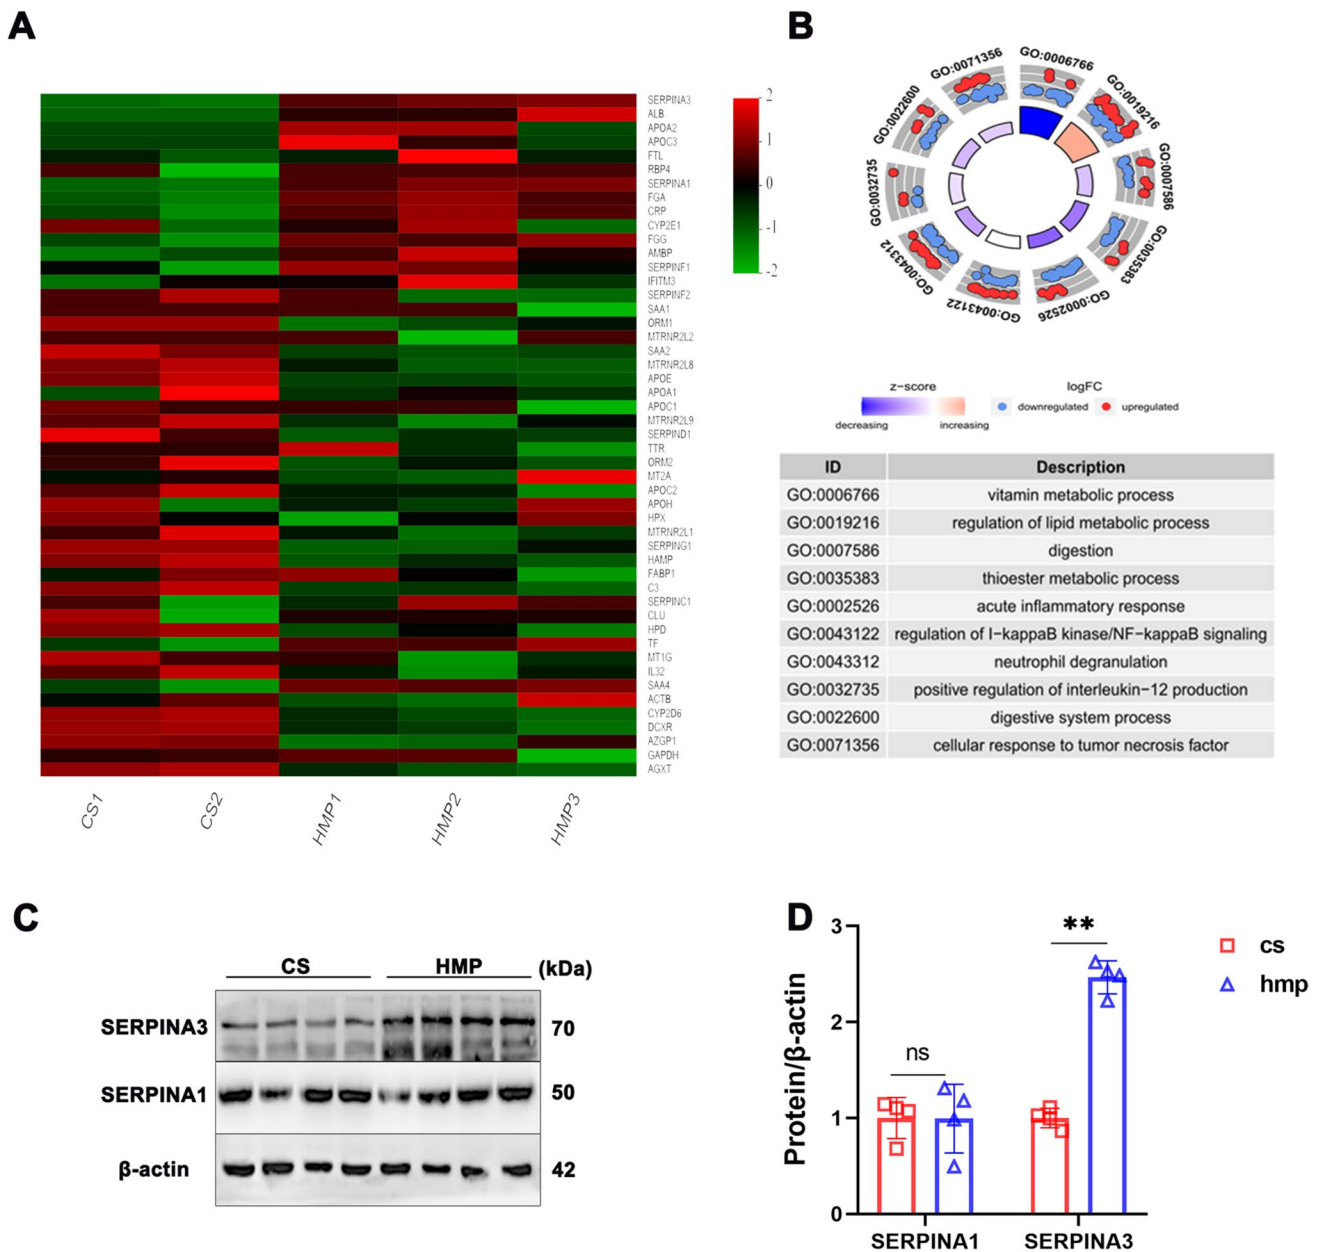 A
SERPINA3
ALB
APOA2
APOC3
FTL
RBP4
SERPINA1
FGA
CRP
CYP2E1
FGG
AMBP
SERPINF1
IFITM3
SERPINF2
SAA1
ORM1
MTRNR2L2
SAA2
MTRNR2L8
APOE
APOA1
APOC1
MTRNR2L9
SERPIND1
TTR
ORM2
MT2A
APOC2
APOH
HPX
MTRNR2L1
SERPING1
HAMP
FABP1
C3
SERPINC1
CLU
HPD
TF
MT1G
IL32
SAA4
ACTB
CYP2D6
DCXR
AZGP1
GAPDH
AGXT
CS1 CS2 HMP1 HMP2 HMP3
2
1
0
-1
-2
B
GO:0006766
GO:0019216
GO:0007586
GO:0035383
GO:0002526
GO:0043122
GO:0043312
GO:0032735
GO:0022600
GO:0071356
z-score
decreasing increasing
logFC
downregulated upregulated
ID Description
GO:0006766 vitamin metabolic process
GO:0019216 regulation of lipid metabolic process
GO:0007586 digestion
GO:0035383 thioester metabolic process
GO:0002526 acute inflammatory response
GO:0043122 regulation of I-kappaB kinase/NF-kappaB signaling
GO:0043312 neutrophil degranulation
GO:0032735 positive regulation of interleukin-12 production
GO:0022600 digestive system process
GO:0071356 cellular response to tumor necrosis factor
C
CS HMP (kDa)
SERPINA3 70
SERPINA1 50
β-actin 42
D
Protein/β-actin
3
2
1
0
ns
**
SERPINA1 SERPINA3
cs
hmp